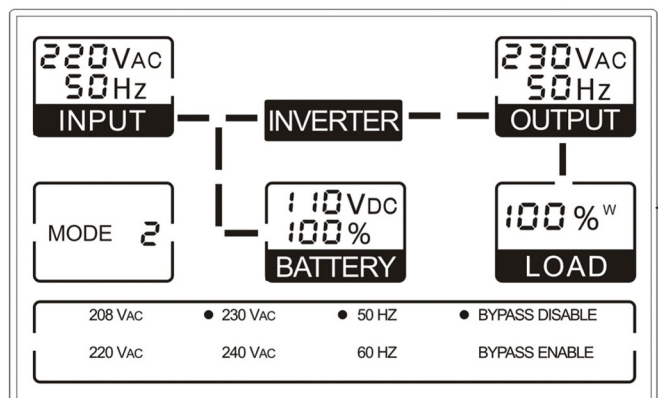 220VAC
50Hz
INPUT
INVERTER
230VAC
50Hz
OUTPUT
MODE 2
110VDC
100%
BATTERY
100%W
LOAD
208 VAC ● 230 VAC ● 50 HZ ● BYPASS DISABLE
220 VAC 240 VAC 60 HZ BYPASS ENABLE